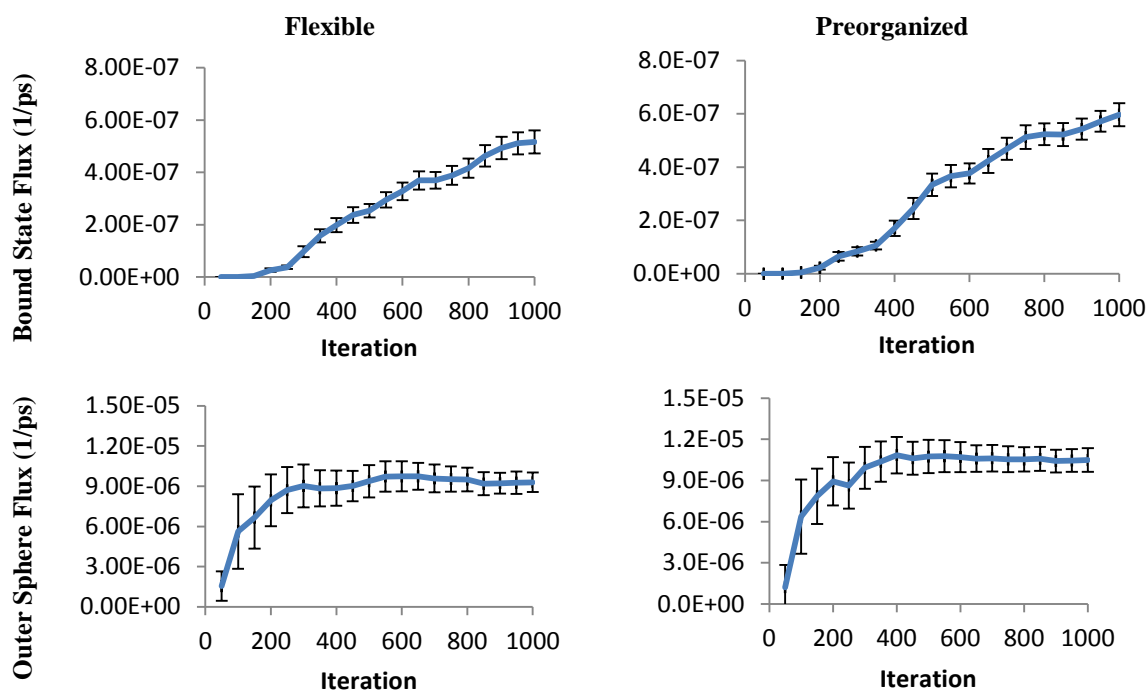 Flexible
Preorganized
Bound State Flux (1/ps)
8.00E-07
6.00E-07
4.00E-07
2.00E-07
0.00E+00
0 200 400 600 800 1000
Iteration
8.0E-07
6.0E-07
4.0E-07
2.0E-07
0.0E+00
0 200 400 600 800 1000
Iteration
Outer Sphere Flux (1/ps)
1.50E-05
1.20E-05
9.00E-06
6.00E-06
3.00E-06
0.00E+00
0 200 400 600 800 1000
Iteration
1.5E-05
1.2E-05
9.0E-06
6.0E-06
3.0E-06
0.0E+00
0 200 400 600 800 1000
Iteration